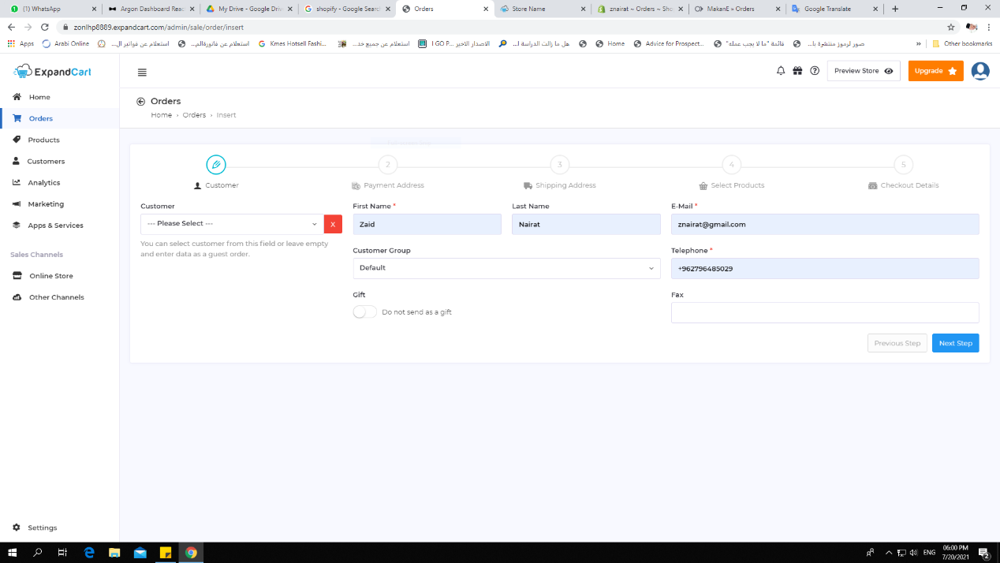 (1) WhatsApp
Argon Dashboard Reac
My Drive - Google Driv
shopify - Google Searc
Orders
Store Name
znairat ~ Orders ~ Sho
MakanE » Orders
Google Translate
zonlhp8889.expandcart.com/admin/sale/order/insert
Apps
Arabi Online
استعلام عن فواتير ال...
استعلام عن فاتورةالم...
Kmes Hotsell Fashi...
استعلام عن جميع خد...
I GO P... الاصدار الاخير
هل ما زالت الدراسة ا...
Home
Advice for Prospect...
قائمة "ما لا يجب عمله"
صور لرموز منتشرة با...
»
Other bookmarks
ExpandCart
Preview Store
Upgrade
Home
Orders
Products
Customers
Analytics
Marketing
Apps & Services
Sales Channels
Online Store
Other Channels
Settings
Orders
Home › Orders › Insert
2
3
4
5
Customer
Payment Address
Shipping Address
Select Products
Checkout Details
Customer
--- Please Select ---
X
You can select customer from this field or leave empty
and enter data as a guest order.
First Name *
Zaid
Last Name
Nairat
E-Mail *
znairat@gmail.com
Customer Group
Default
Telephone *
+962796485029
Gift
Do not send as a gift
Fax
Previous Step
Next Step
ENG
06:00 PM
7/20/2021
2